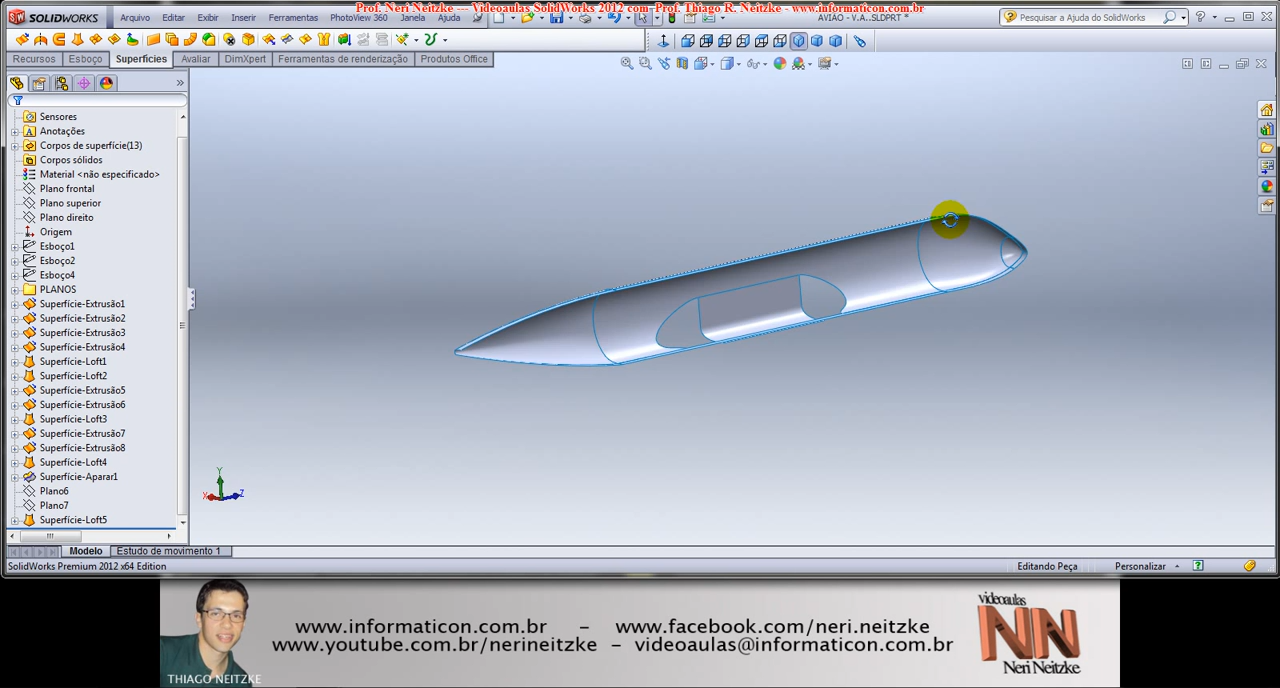 Prof. Neri Neitzke --- Videoaulas SolidWorks 2012 com Prof. Thiago R. Neitzke - www.informaticon.com.br
SOLIDWORKS
Arquivo Editar Exibir Inserir Ferramentas PhotoView 360 Janela Ajuda
AVIÃO - V.A...SLDPRT *
Pesquisar a Ajuda do SolidWorks
Recursos Esboço Superfícies Avaliar DimXpert Ferramentas de renderização Produtos Office
Sensores
Anotações
Corpos de superfície(13)
Corpos sólidos
Material <não especificado>
Plano frontal
Plano superior
Plano direito
Origem
Esboço1
Esboço2
Esboço4
PLANOS
Superfície-Extrusão1
Superfície-Extrusão2
Superfície-Extrusão3
Superfície-Extrusão4
Superfície-Loft1
Superfície-Loft2
Superfície-Extrusão5
Superfície-Extrusão6
Superfície-Loft3
Superfície-Extrusão7
Superfície-Extrusão8
Superfície-Loft4
Superfície-Aparar1
Plano6
Plano7
Superfície-Loft5
Y
X Z
Modelo Estudo de movimento 1
SolidWorks Premium 2012 x64 Edition
Editando Peça Personalizar
www.informaticon.com.br - www.facebook.com/neri.neitzke
www.youtube.com.br/nerineitzke - videoaulas@informaticon.com.br
THIAGO NEITZKE
videoaulas
NN
Neri Neitzke